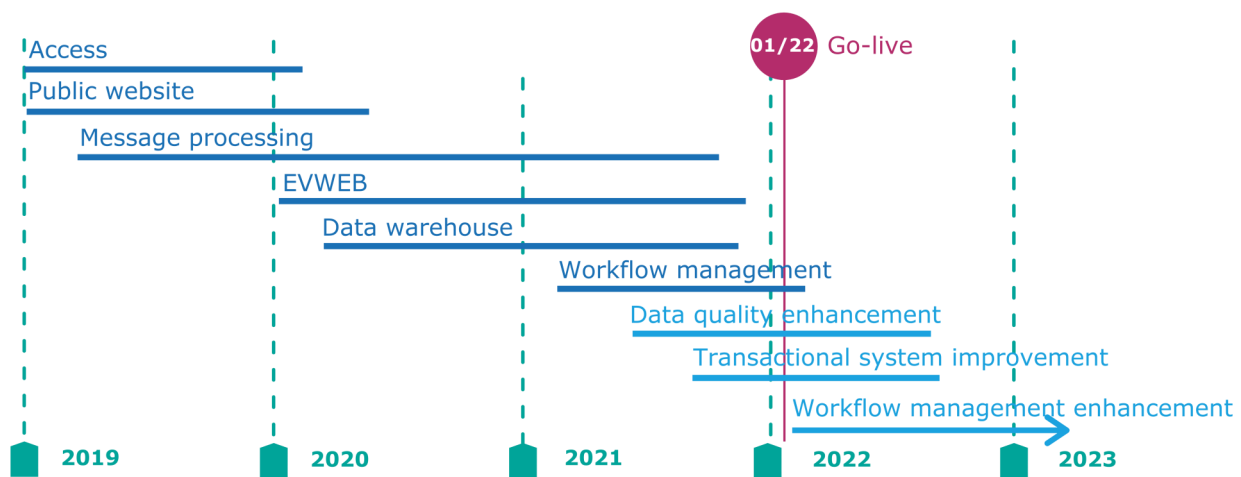 01/22 Go-live
Access
Public website
Message processing
EVWEB
Data warehouse
Workflow management
Data quality enhancement
Transactional system improvement
Workflow management enhancement
2019 2020 2021 2022 2023